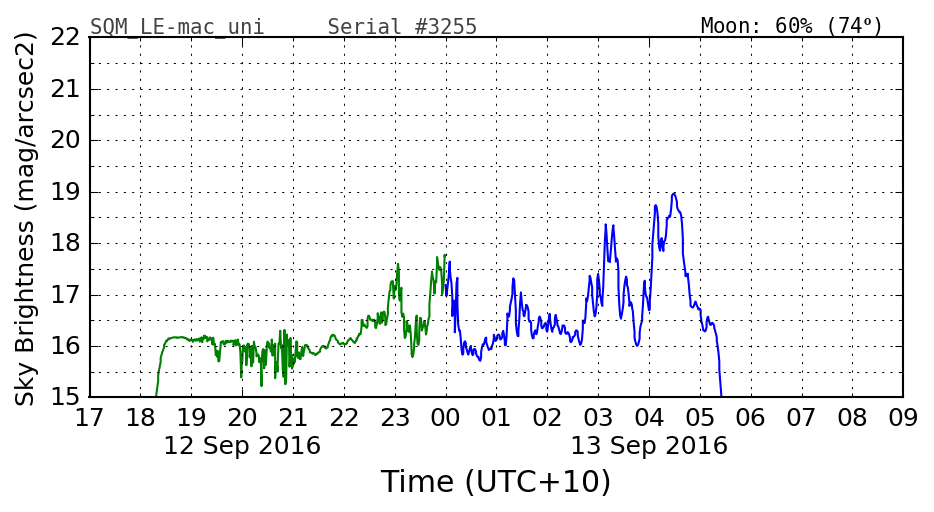 SQM_LE-mac_uni Serial #3255 Moon: 60% (74°)
Sky Brightness (mag/arcsec2)
22
21
20
19
18
17
16
15
17 18 19 20 21 22 23 00 01 02 03 04 05 06 07 08 09
12 Sep 2016 13 Sep 2016
Time (UTC+10)